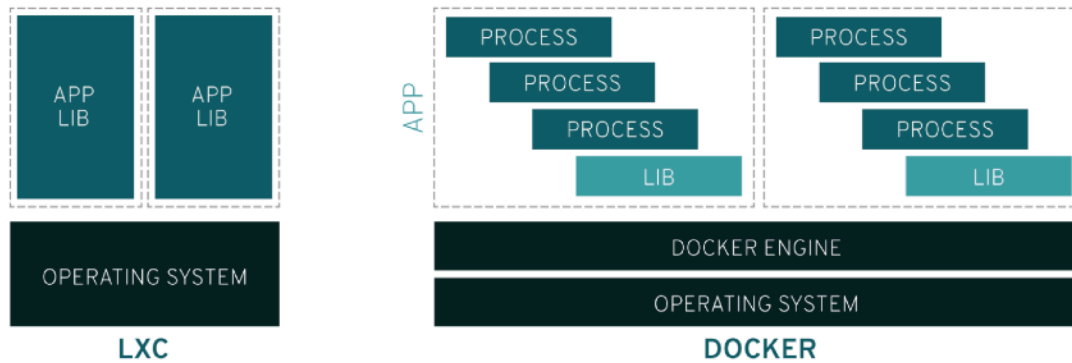 APP
LIB
APP
LIB
OPERATING SYSTEM
LXC
APP
PROCESS
PROCESS
PROCESS
LIB
PROCESS
PROCESS
PROCESS
LIB
DOCKER ENGINE
OPERATING SYSTEM
DOCKER